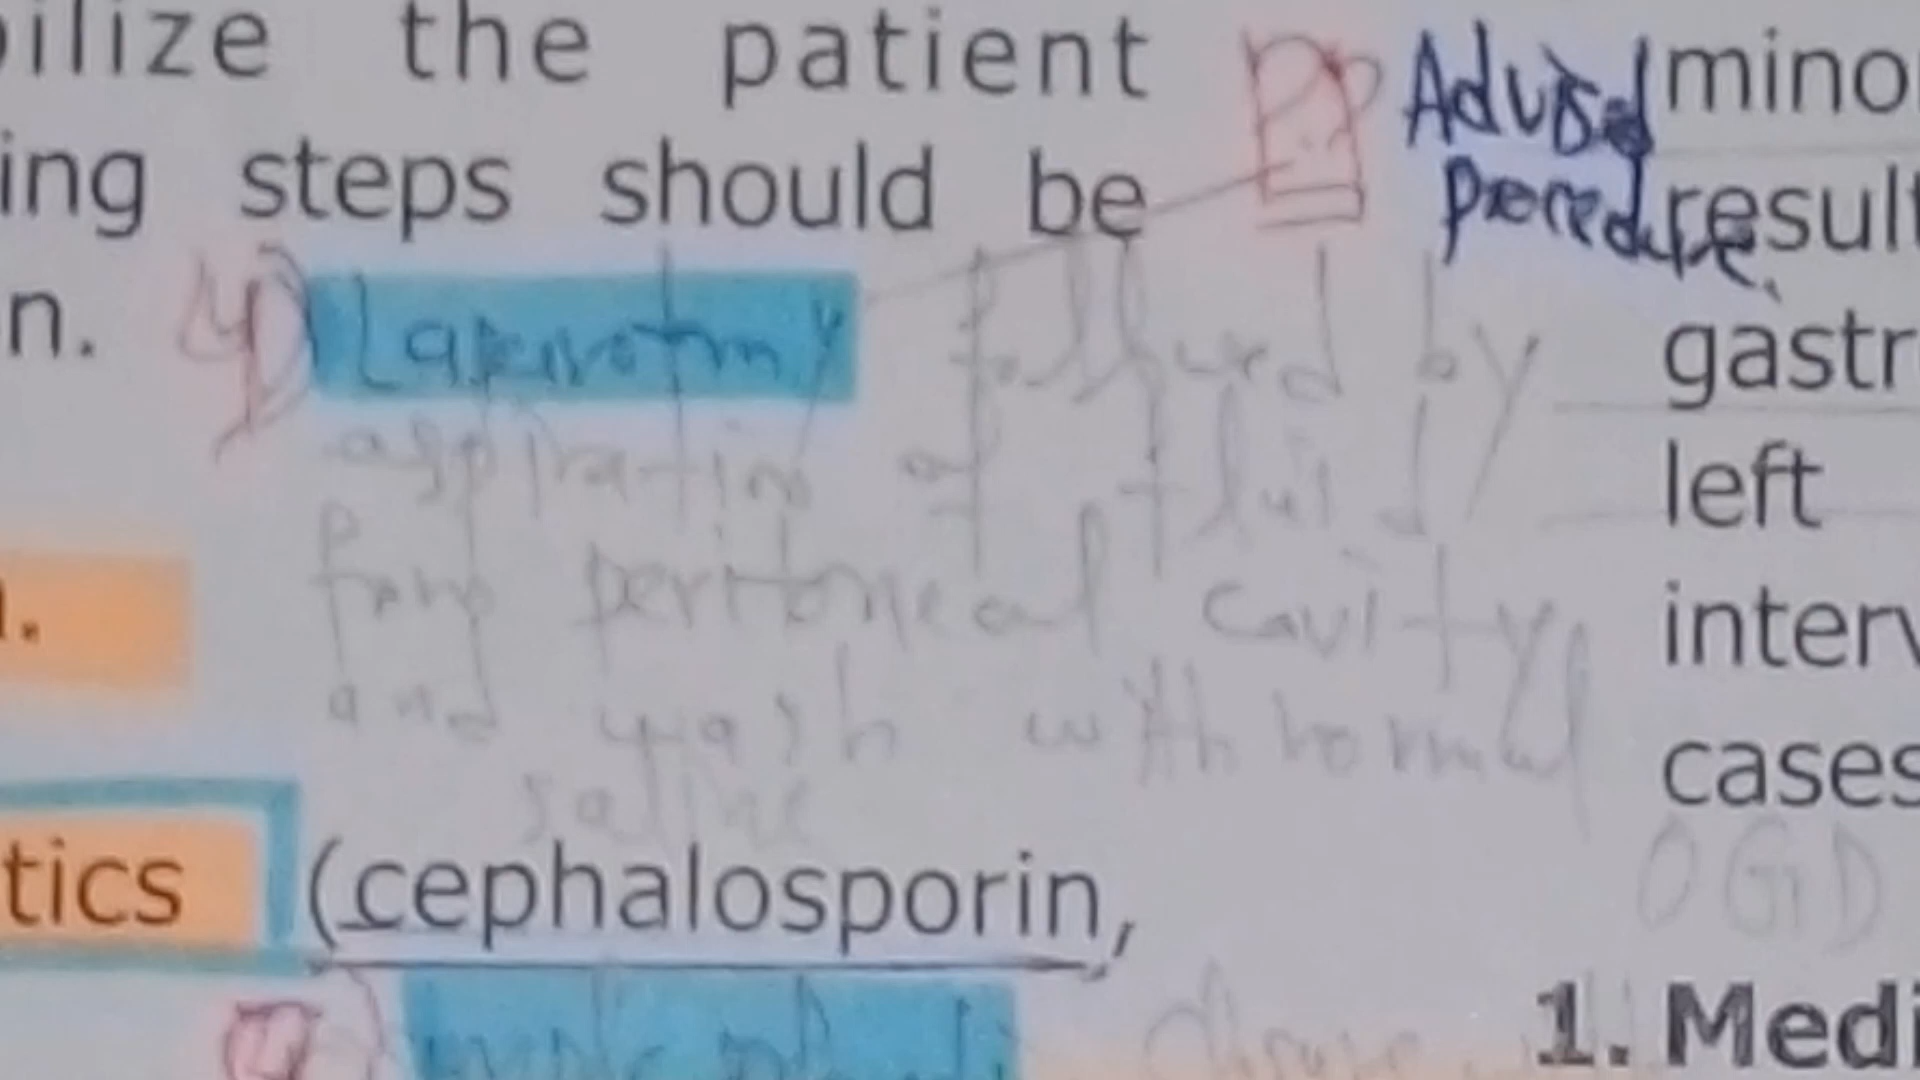 ilize the patient
ing steps should be
n.
Advised
procedure.
4) Laparotomy followed by
aspiration of fluid
from peritoneal cavity
and wash with normal
saline
tics (cephalosporin,
mino
result
gastr
left
interv
cases
OGD
1. Medi